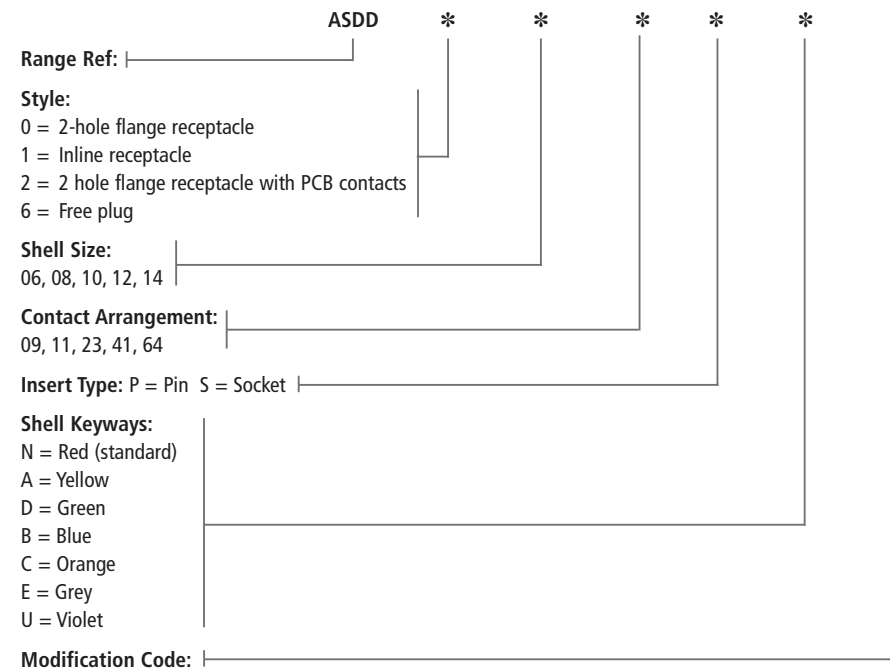 ASDD * * * * *
Range Ref:
Style:
0 = 2-hole flange receptacle
1 = Inline receptacle
2 = 2 hole flange receptacle with PCB contacts
6 = Free plug
Shell Size:
06, 08, 10, 12, 14
Contact Arrangement:
09, 11, 23, 41, 64
Insert Type: P = Pin S = Socket
Shell Keyways:
N = Red (standard)
A = Yellow
D = Green
B = Blue
C = Orange
E = Grey
U = Violet
Modification Code: